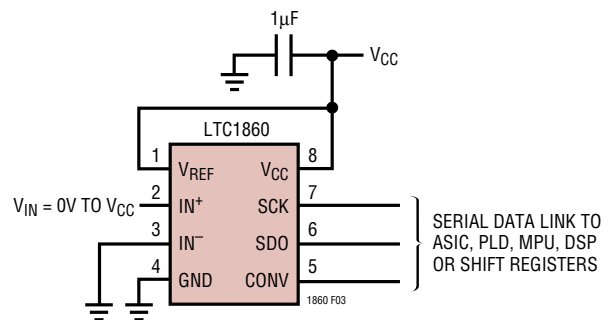 1µF
V_CC
LTC1860
1 V_REF V_CC 8
V_IN = 0V TO V_CC 2 IN⁺ SCK 7
3 IN⁻ SDO 6
4 GND CONV 5
SERIAL DATA LINK TO
ASIC, PLD, MPU, DSP
OR SHIFT REGISTERS
1860 F03